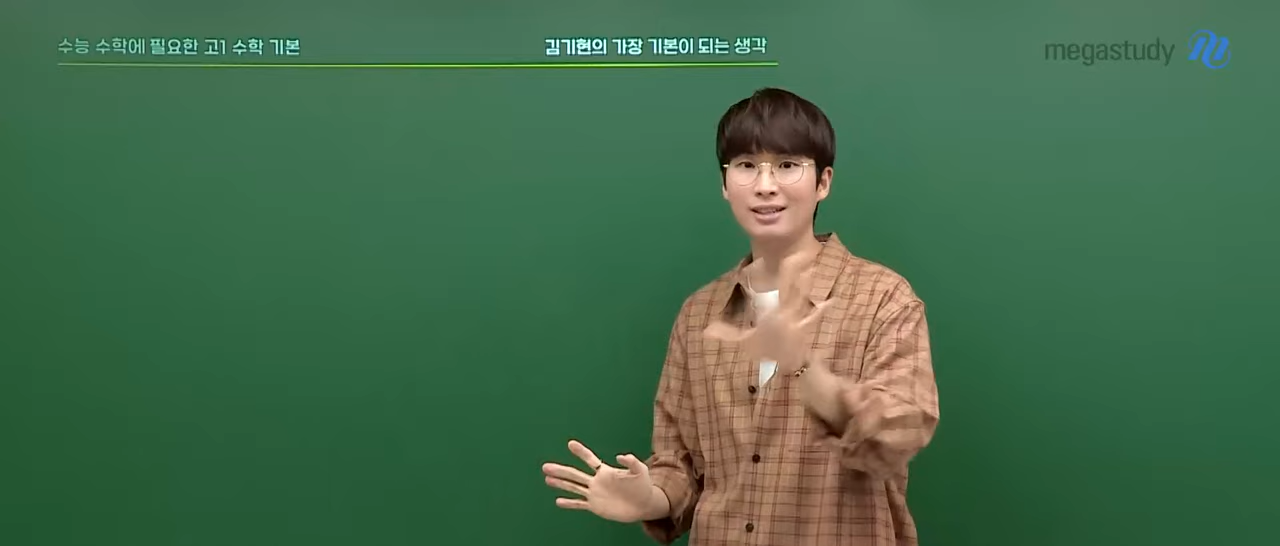 수능 수학에 필요한 고1 수학 기본
김기현의 가장 기본이 되는 생각
megastudy